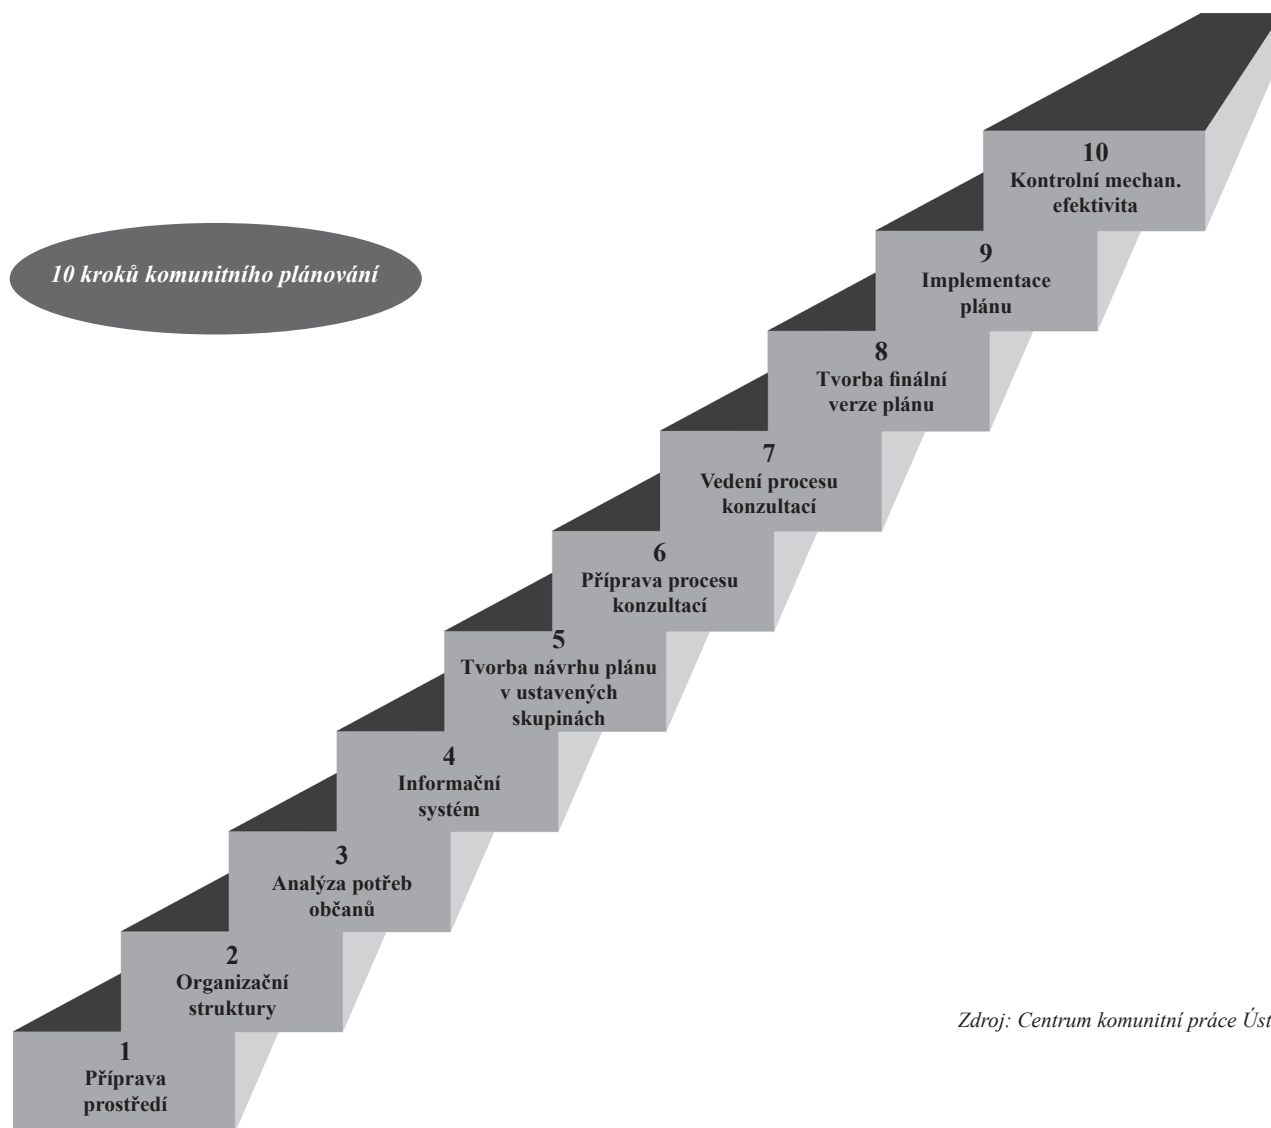 10
Kontrolní mechan.
efektivita
10 kroků komunitního plánování
9
Implementace
plánu
8
Tvorba finální
verze plánu
7
Vedení procesu
konzultací
6
Příprava procesu
konzultací
5
Tvorba návrhu plánu
v ustavených
skupinách
4
Informační
systém
3
Analýza potřeb
občanů
2
Organizační
struktury
Zdroj: Centrum komunitní práce Úst
1
Příprava
prostředí